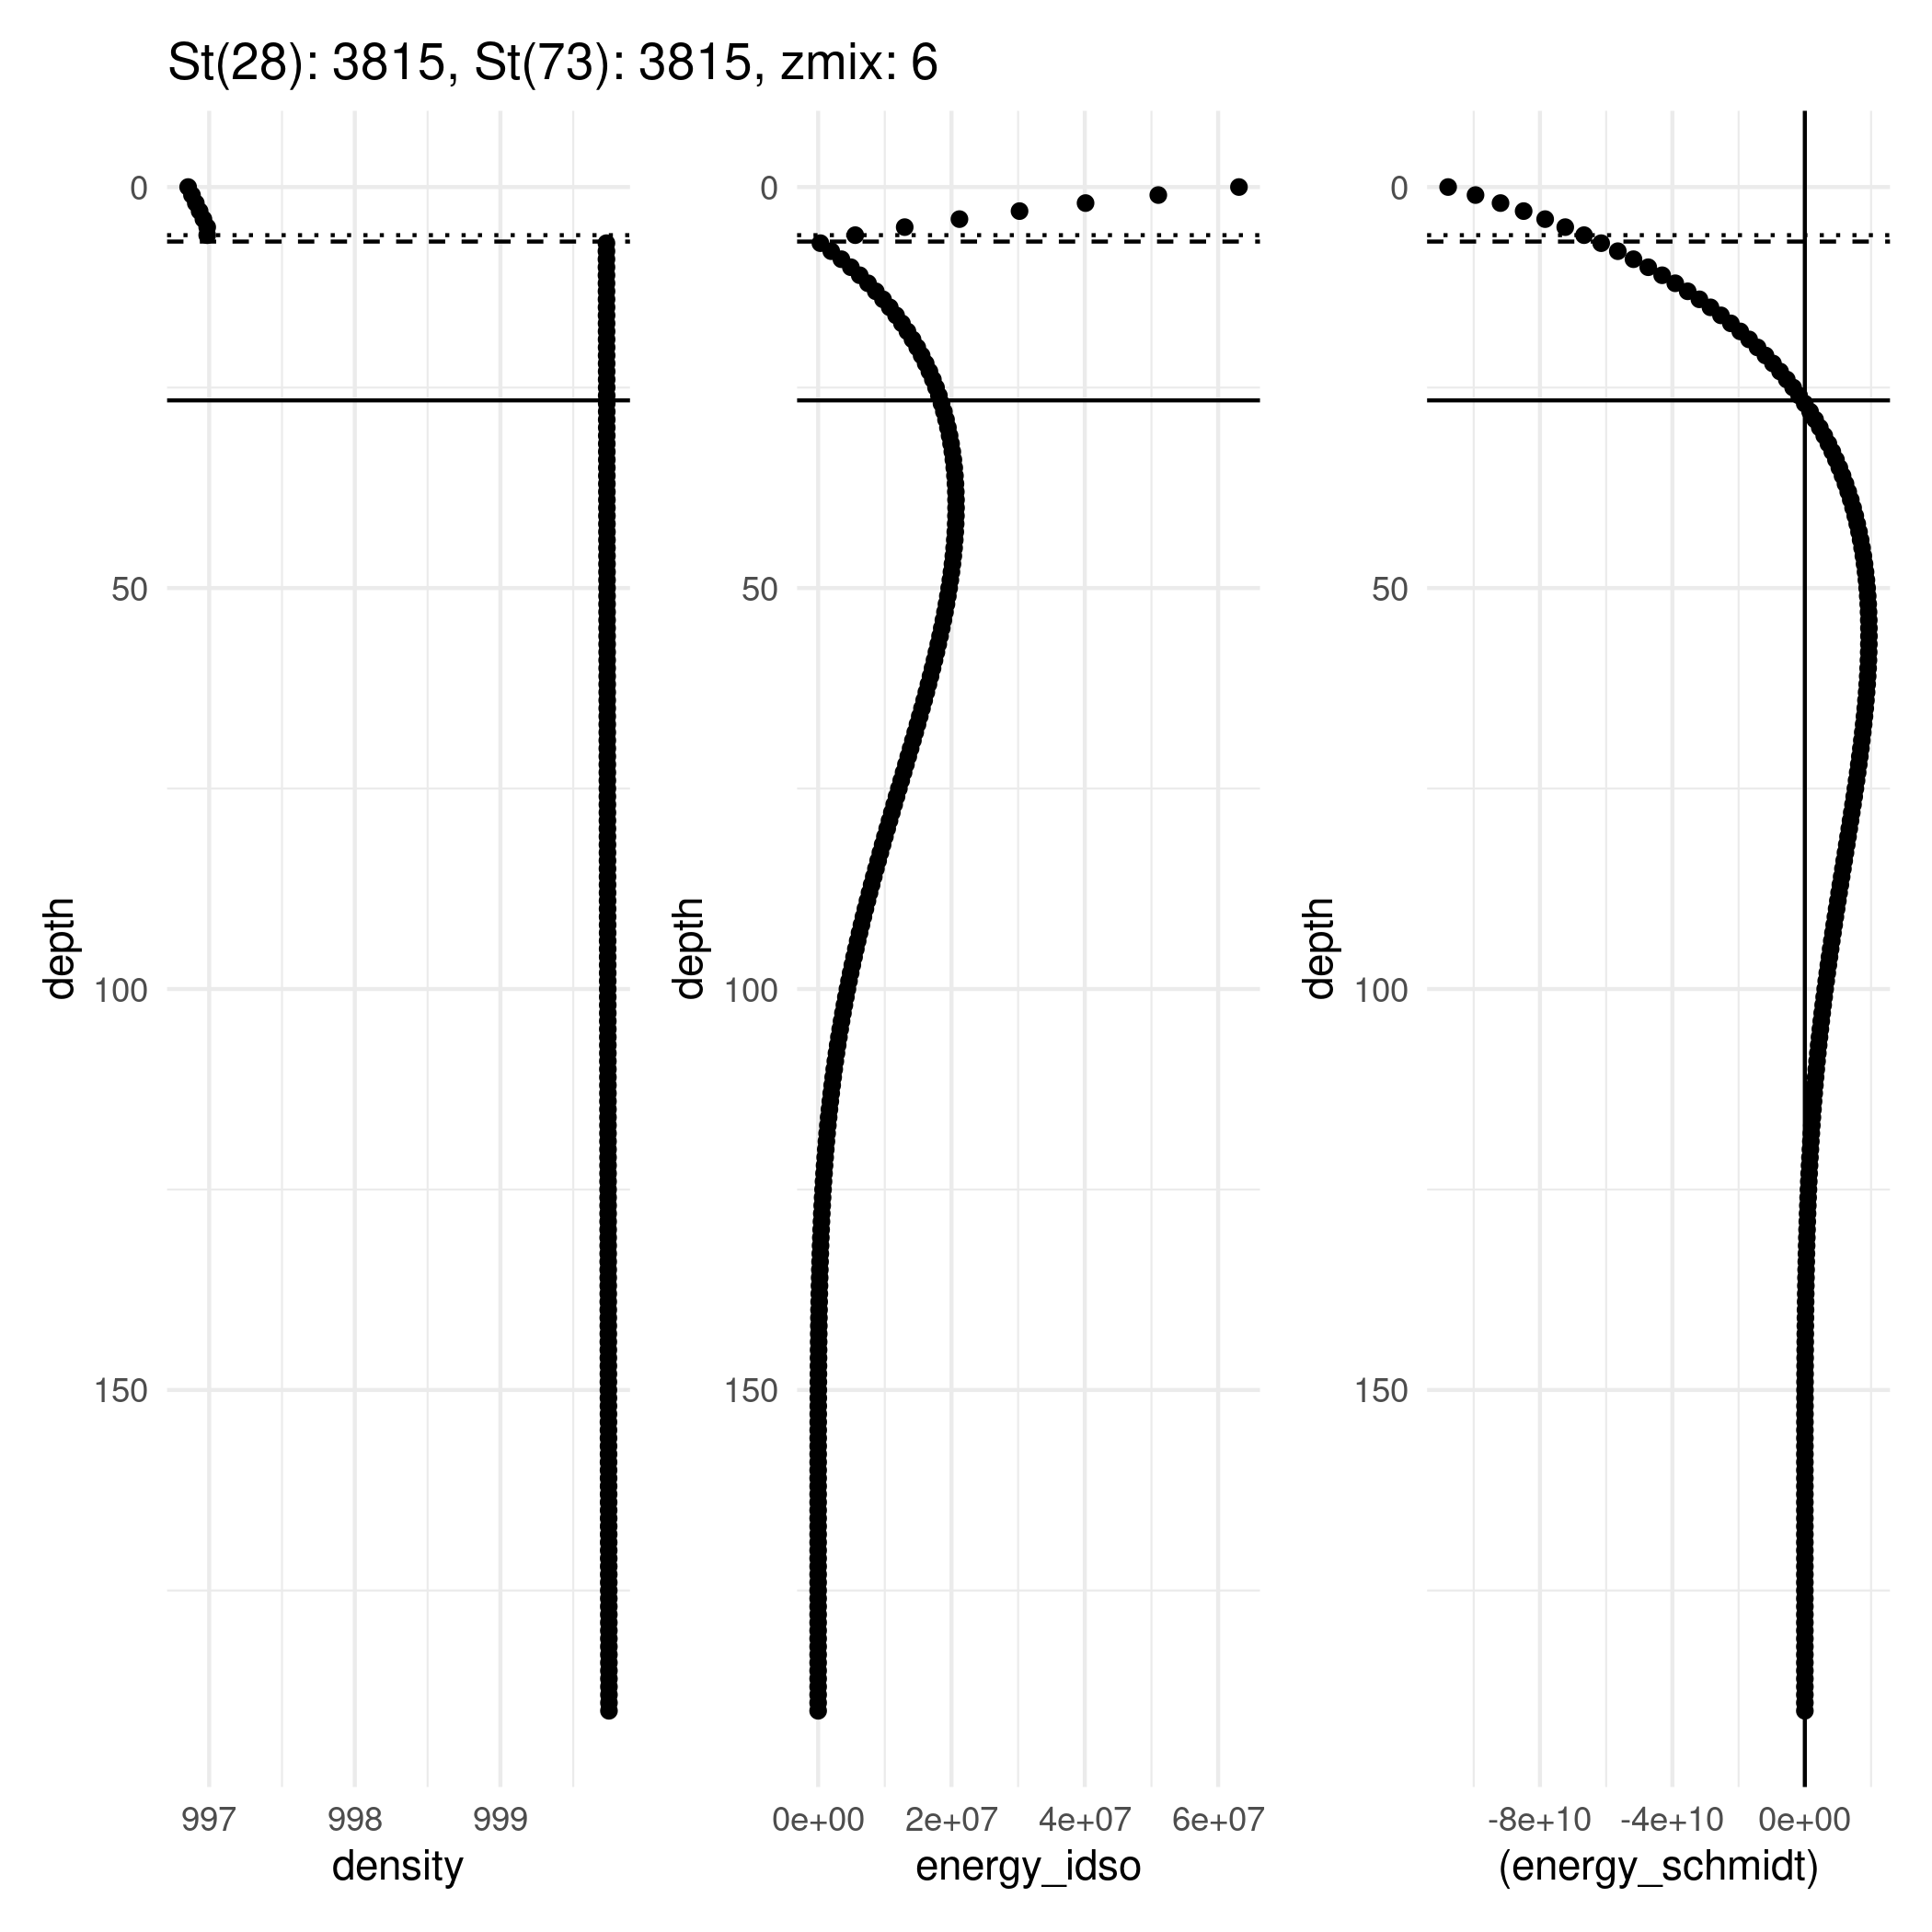 St(28): 3815, St(73): 3815, zmix: 6
0
50
100
150
depth
997
998
999
density
0
50
100
150
depth
0e+00
2e+07
4e+07
6e+07
energy_idso
0
50
100
150
depth
-8e+10
-4e+10
0e+00
(energy_schmidt)